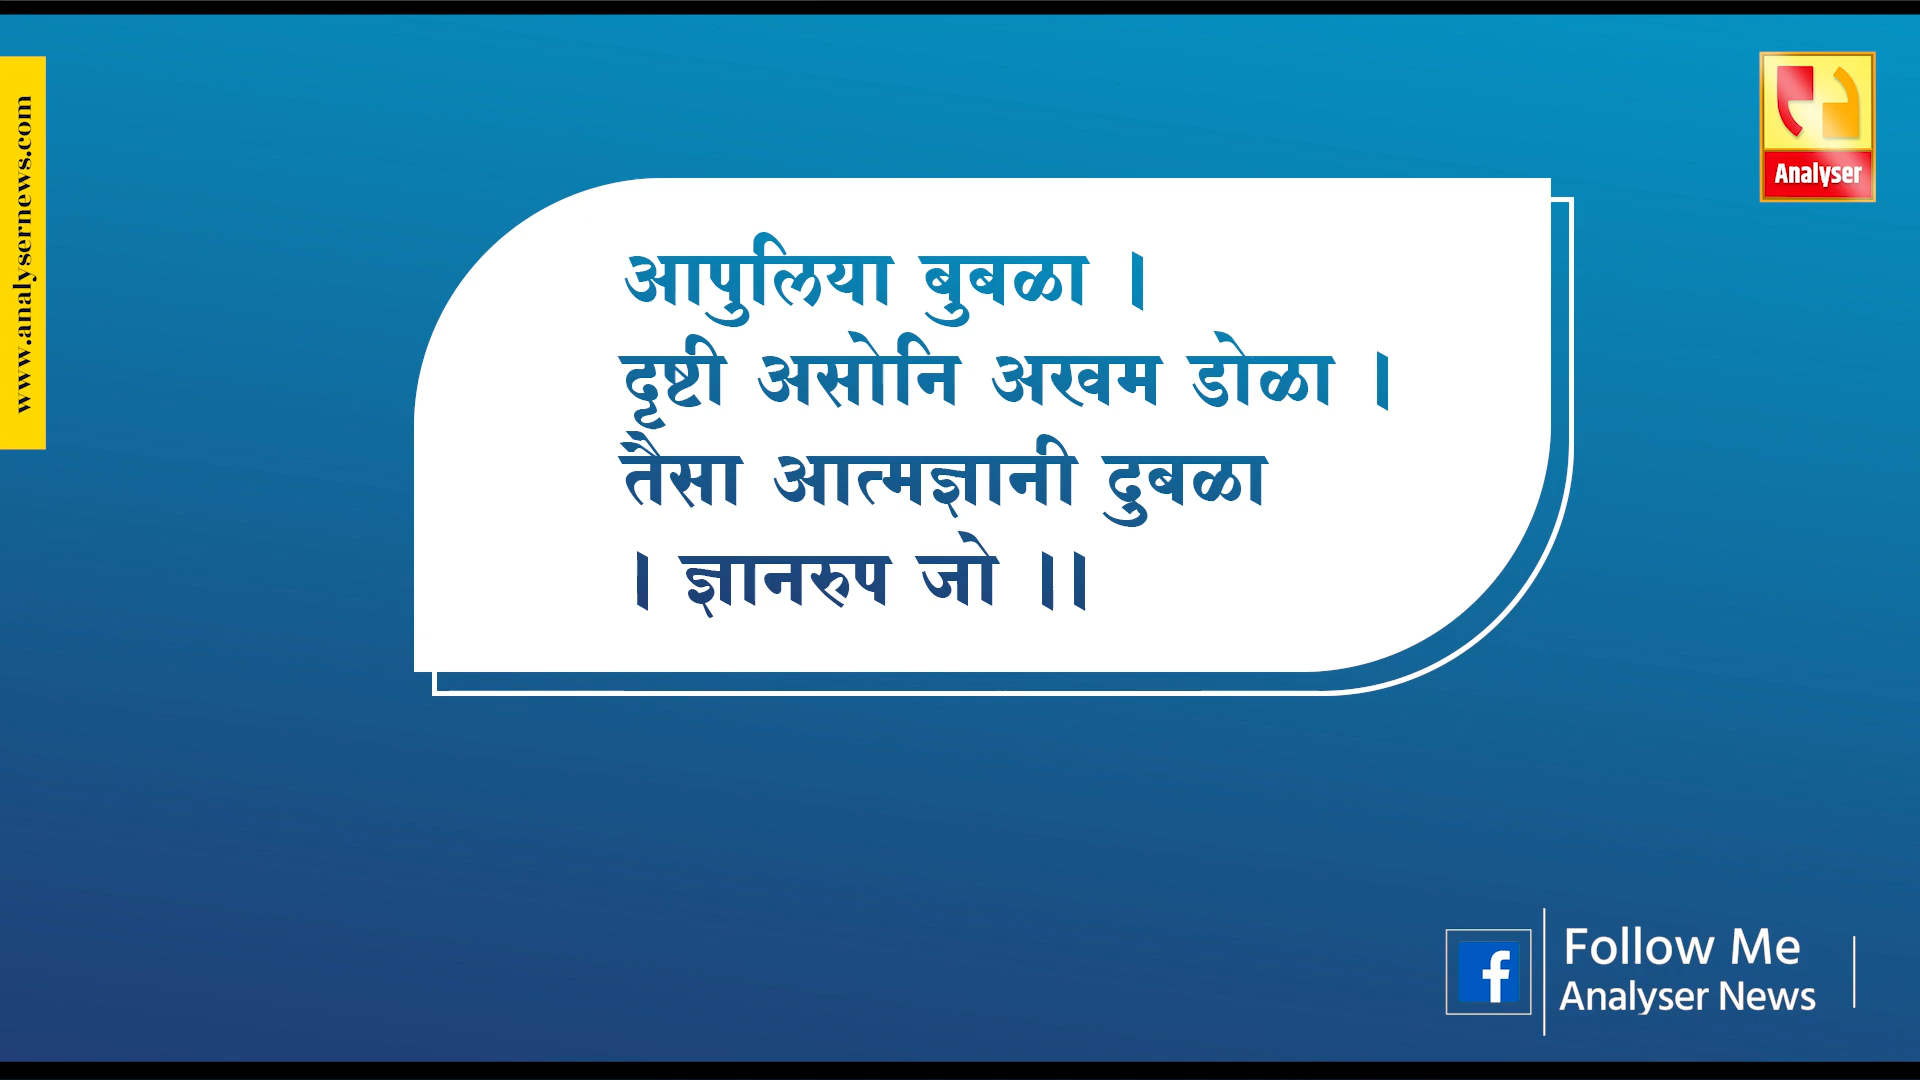 www.analysernews.com
Analyser
आपुलिया बुबळा ।
दृष्टी असोनि अखम डोळा ।
तैसा आत्मज्ञानी दुबळा
। ज्ञानरुप जो ।।
Follow Me
Analyser News